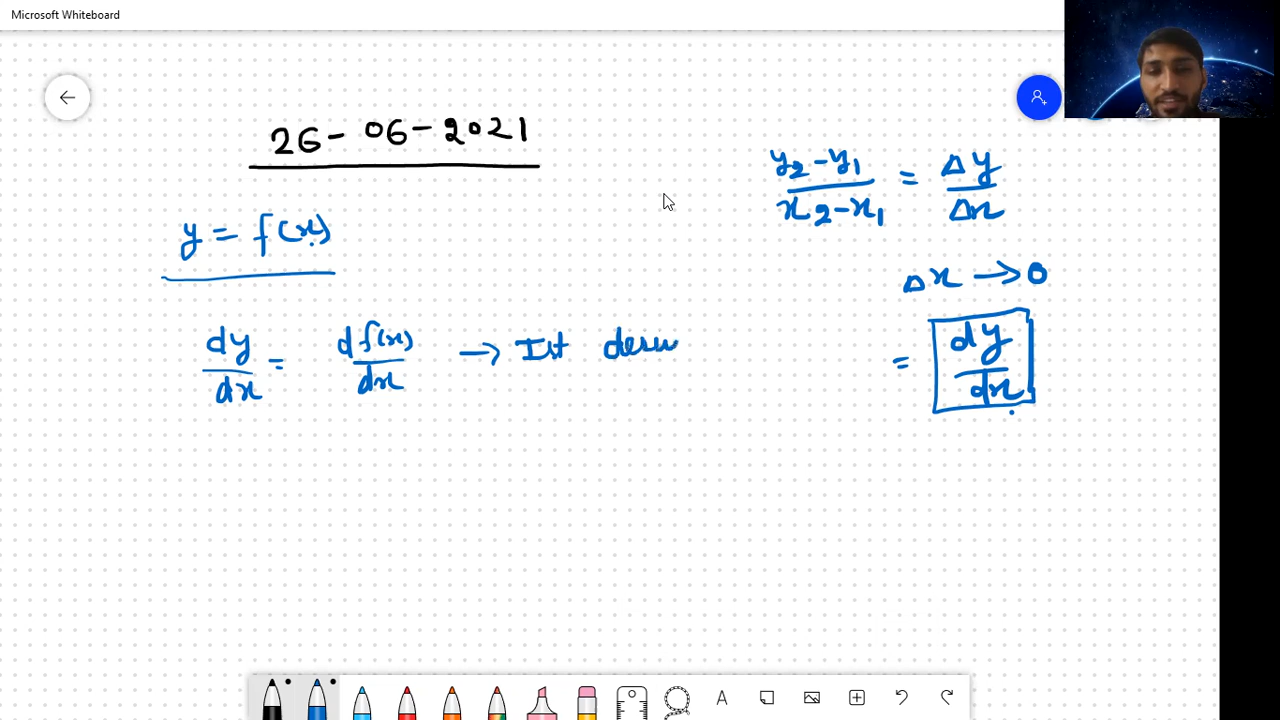 Microsoft Whiteboard
26-06-2021
y = f(x)
dy/dx = df(x)/dx → Ist
y2-y1/x2-x1 = Δy/Δx
Δx → 0
= dy/dx
A